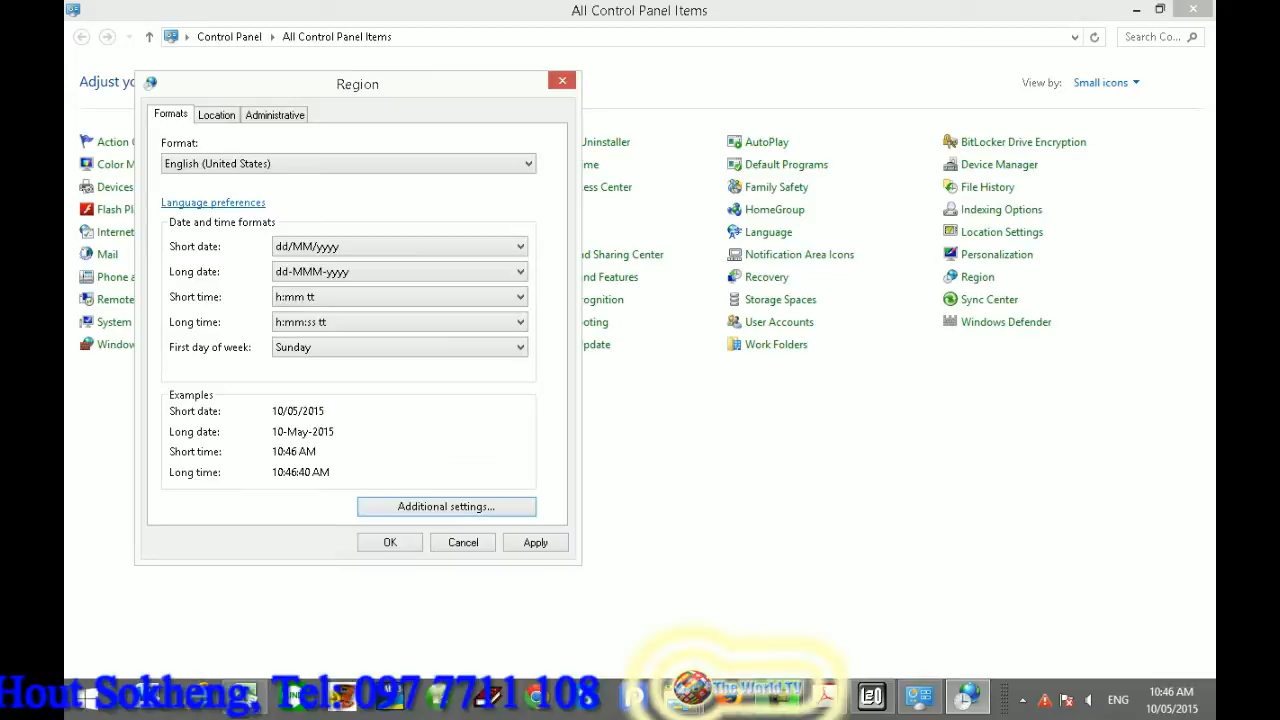 All Control Panel Items
Control Panel
All Control Panel Items
Search Co...
Adjust yo
View by:
Small icons
Region
Formats
Location
Administrative
Format:
English (United States)
Language preferences
Date and time formats
Short date:
dd/MM/yyyy
Long date:
dd-MMM-yyyy
Short time:
h:mm tt
Long time:
h:mm:ss tt
First day of week:
Sunday
Examples
Short date:
10/05/2015
Long date:
10-May-2015
Short time:
10:46 AM
Long time:
10:46:40 AM
Additional settings...
OK
Cancel
Apply
Action
Color M
Devices
Flash Pl
Internet
Mail
Phone a
Remote
System
Window
Uninstaller
me
ess Center
d Sharing Center
nd Features
ognition
oting
pdate
AutoPlay
Default Programs
Family Safety
HomeGroup
Language
Notification Area Icons
Recovery
Storage Spaces
User Accounts
Work Folders
BitLocker Drive Encryption
Device Manager
File History
Indexing Options
Location Settings
Personalization
Region
Sync Center
Windows Defender
Hout Sokheng, Tel: 097 7711 108
The World TV
ENG
10:46 AM
10/05/2015